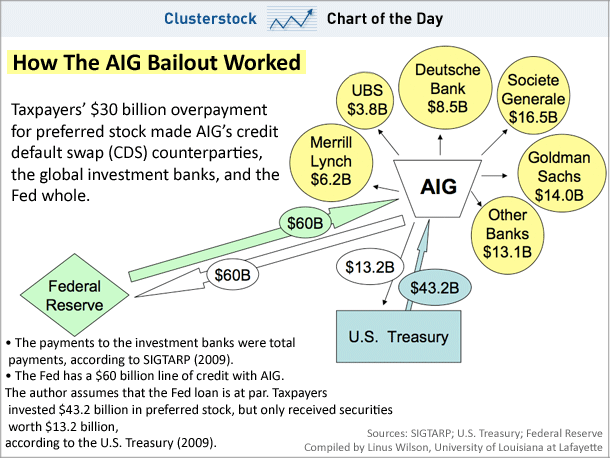 Clusterstock Chart of the Day
How The AIG Bailout Worked
Taxpayers' $30 billion overpayment
for preferred stock made AIG's credit
default swap (CDS) counterparties,
the global investment banks, and the
Fed whole.
UBS
$3.8B
Deutsche
Bank
$8.5B
Societe
Generale
$16.5B
Merrill
Lynch
$6.2B
AIG
Goldman
Sachs
$14.0B
Other
Banks
$13.1B
$60B
$60B
$13.2B
$43.2B
Federal
Reserve
U.S. Treasury
• The payments to the investment banks were total
payments, according to SIGTARP (2009).
• The Fed has a $60 billion line of credit with AIG.
The author assumes that the Fed loan is at par. Taxpayers
invested $43.2 billion in preferred stock, but only received securities
worth $13.2 billion,
according to the U.S. Treasury (2009).
Sources: SIGTARP; U.S. Treasury; Federal Reserve
Compiled by Linus Wilson, University of Louisiana at Lafayette